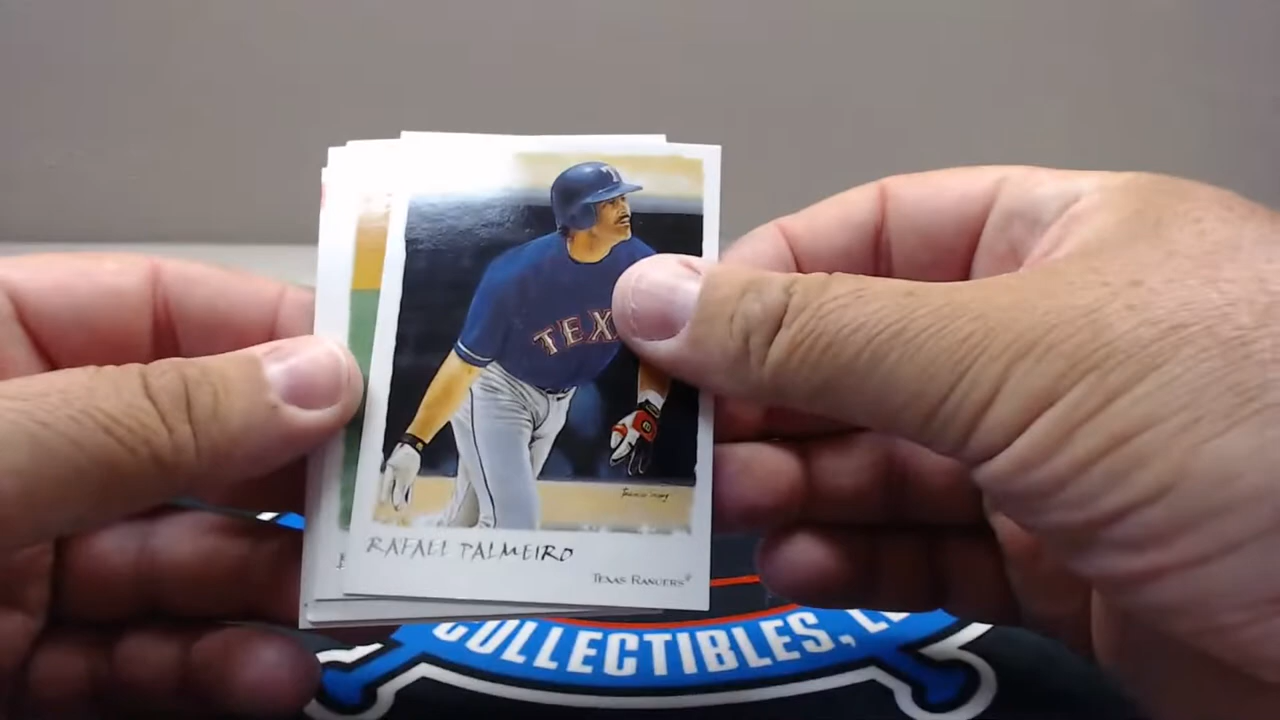 T
TEX
RAFAEL PALMEIRO
TEXAS RANGERS®
COLLECTIBLES, L